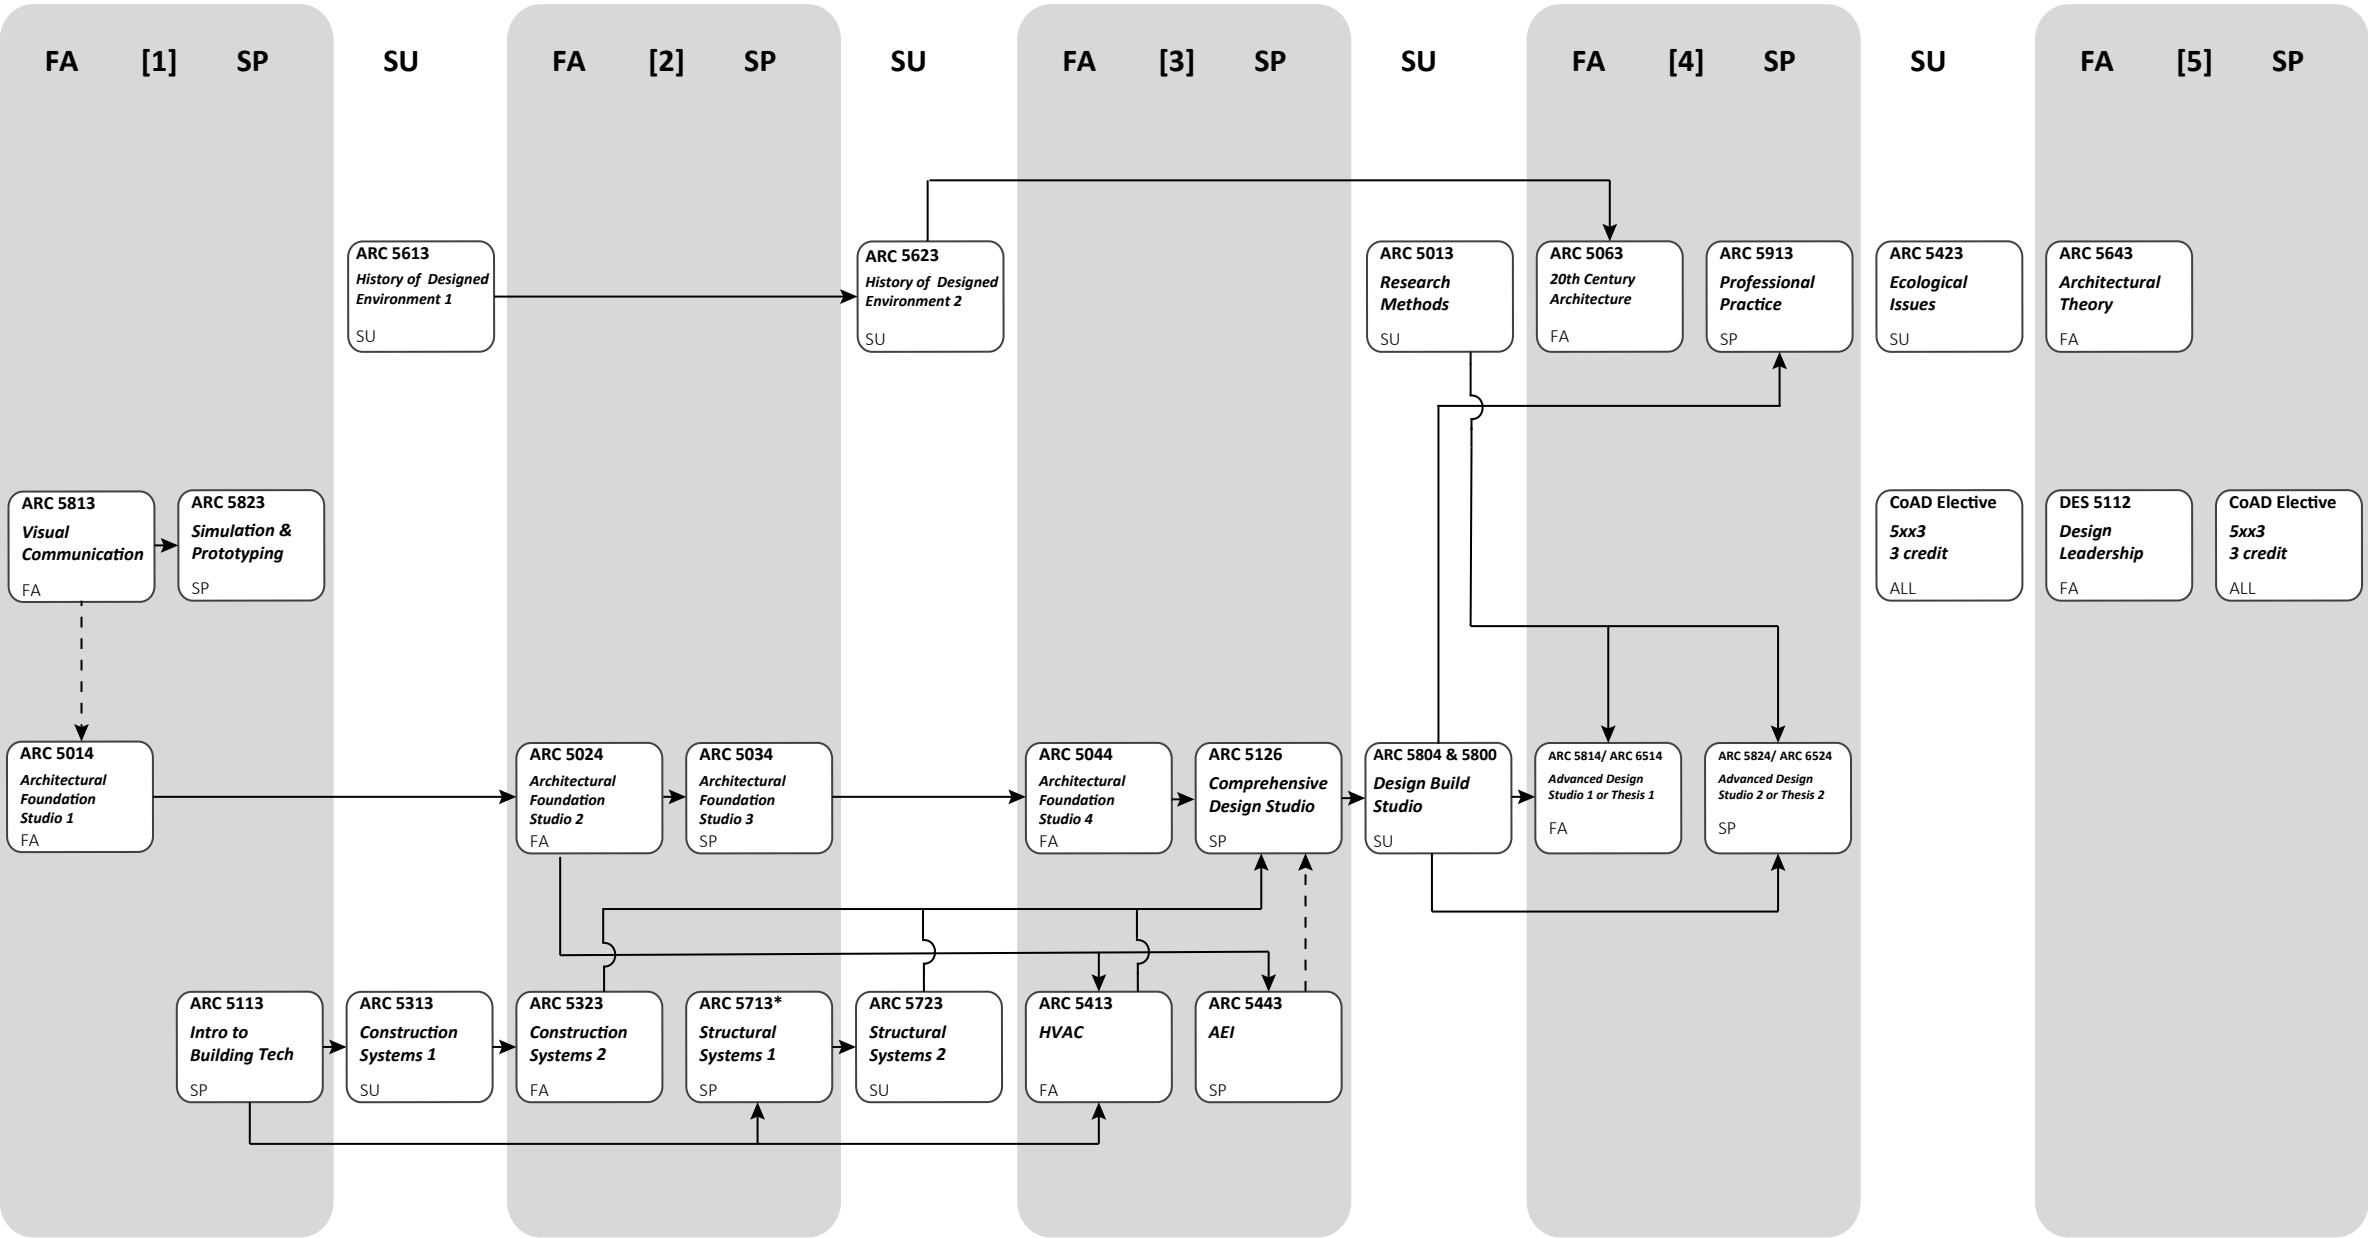 FA [1] SP SU FA [2] SP SU FA [3] SP SU FA [4] SP SU FA [5] SP
ARC 5613
History of Designed
Environment 1
SU
ARC 5623
History of Designed
Environment 2
SU
ARC 5013
Research
Methods
SU
ARC 5063
20th Century
Architecture
FA
ARC 5913
Professional
Practice
SP
ARC 5423
Ecological
Issues
SU
ARC 5643
Architectural
Theory
FA
ARC 5813
Visual
Communication
FA
ARC 5823
Simulation &
Prototyping
SP
CoAD Elective
5xx3
3 credit
ALL
DES 5112
Design
Leadership
FA
CoAD Elective
5xx3
3 credit
ALL
ARC 5014
Architectural
Foundation
Studio 1
FA
ARC 5024
Architectural
Foundation
Studio 2
FA
ARC 5034
Architectural
Foundation
Studio 3
SP
ARC 5044
Architectural
Foundation
Studio 4
FA
ARC 5126
Comprehensive
Design Studio
SP
ARC 5804 & 5800
Design Build
Studio
SU
ARC 5814/ ARC 6514
Advanced Design
Studio 1 or Thesis 1
FA
ARC 5824/ ARC 6524
Advanced Design
Studio 2 or Thesis 2
SP
ARC 5113
Intro to
Building Tech
SP
ARC 5313
Construction
Systems 1
SU
ARC 5323
Construction
Systems 2
FA
ARC 5713*
Structural
Systems 1
SP
ARC 5723
Structural
Systems 2
SU
ARC 5413
HVAC
FA
ARC 5443
AEI
SP